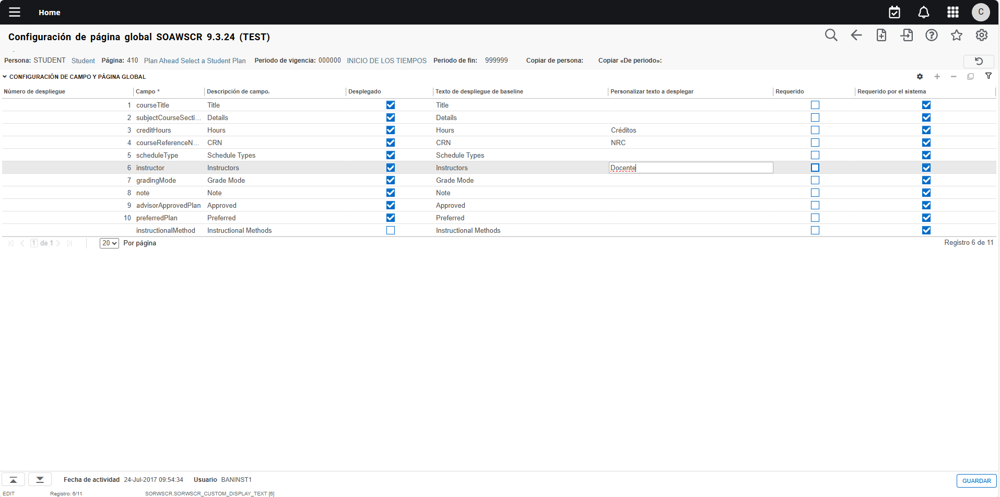 Home
C
Configuración de página global SOAWSCR 9.3.24 (TEST)
Persona: STUDENT Student Página: 410 Plan Ahead Select a Student Plan Periodo de vigencia: 000000 INICIO DE LOS TIEMPOS Periodo de fin: 999999 Copiar de persona: Copiar «De periodo»:
CONFIGURACIÓN DE CAMPO Y PÁGINA GLOBAL
Número de despliegue Campo * Descripción de campo. Desplegado Texto de despliegue de baseline Personalizar texto a desplegar Requerido Requerido por el sistema
1 courseTitle Title Title
2 subjectCourseSecti... Details Details
3 creditHours Hours Hours Créditos
4 courseReferenceN... CRN CRN NRC
5 scheduleType Schedule Types Schedule Types
6 instructor Instructors Instructors Docente
7 gradingMode Grade Mode Grade Mode
8 note Note Note
9 advisorApprovedPlan Approved Approved
10 preferredPlan Preferred Preferred
instructionalMethod Instructional Methods Instructional Methods
1 de 1 20 Por página Registro 6 de 11
Fecha de actividad 24-Jul-2017 09:54:34 Usuario BANINST1 GUARDAR
EDIT Registro: 6/11 SORWSCR.SORWSCR_CUSTOM_DISPLAY_TEXT [6]